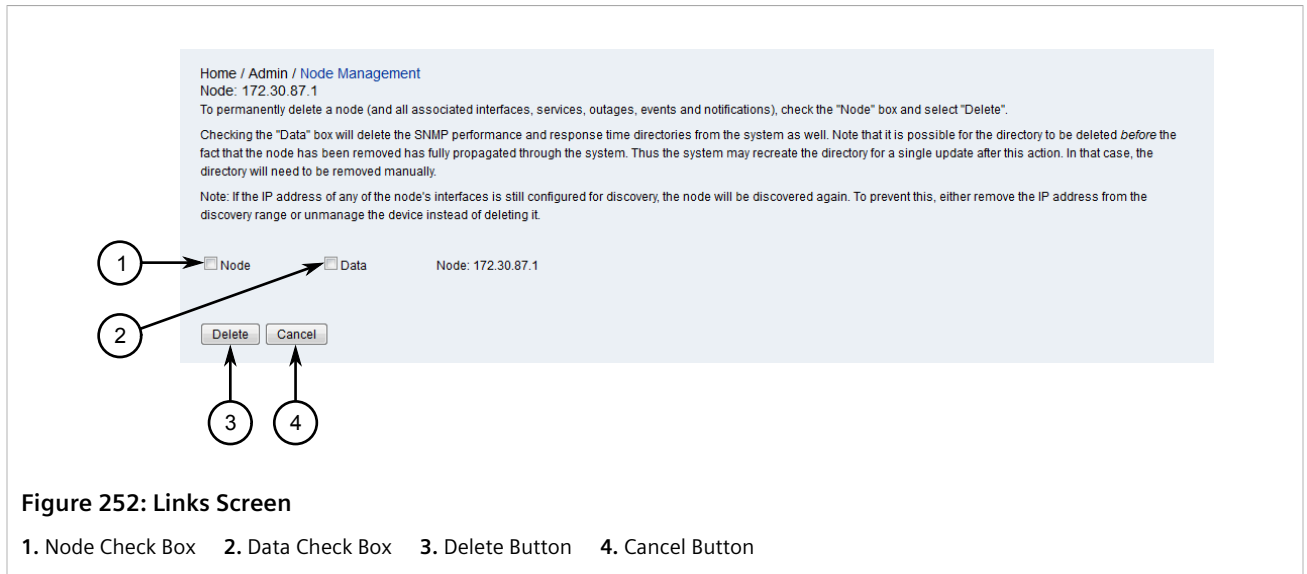 Home / Admin / Node Management
Node: 172.30.87.1
To permanently delete a node (and all associated interfaces, services, outages, events and notifications), check the "Node" box and select "Delete".
Checking the "Data" box will delete the SNMP performance and response time directories from the system as well. Note that it is possible for the directory to be deleted before the
fact that the node has been removed has fully propagated through the system. Thus the system may recreate the directory for a single update after this action. In that case, the
directory will need to be removed manually.
Note: If the IP address of any of the node's interfaces is still configured for discovery, the node will be discovered again. To prevent this, either remove the IP address from the
discovery range or unmanage the device instead of deleting it.
1 Node Data Node: 172.30.87.1
2
Delete Cancel
3 4
Figure 252: Links Screen
1. Node Check Box 2. Data Check Box 3. Delete Button 4. Cancel Button